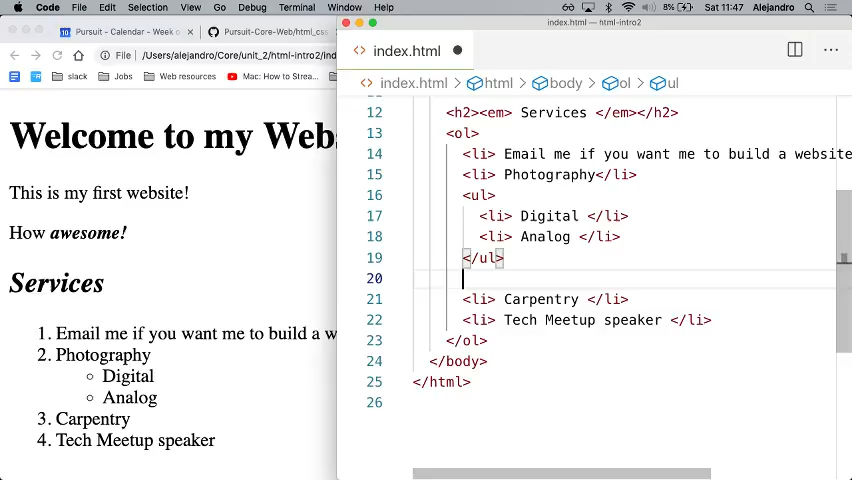 Code File Edit Selection View Go Debug Terminal Window Help 8% Sat 11:47 Alejandro
index.html — html-intro2
Pursuit - Calendar - Week o
Pursuit-Core-Web/html_css
File /Users/alejandro/Core/unit_2/html-intro2/ind
slack Jobs Web resources Mac: How to Strea
Welcome to my Webs
This is my first website!
How awesome!
Services
1. Email me if you want me to build a w
2. Photography
Digital
Analog
3. Carpentry
4. Tech Meetup speaker
index.html
index.html > html > body > ol > ul
12 <h2><em> Services </em></h2>
13 <ol>
14 <li> Email me if you want me to build a website
15 <li> Photography</li>
16 <ul>
17 <li> Digital </li>
18 <li> Analog </li>
19 </ul>
20
21 <li> Carpentry </li>
22 <li> Tech Meetup speaker </li>
23 </ol>
24 </body>
25 </html>
26